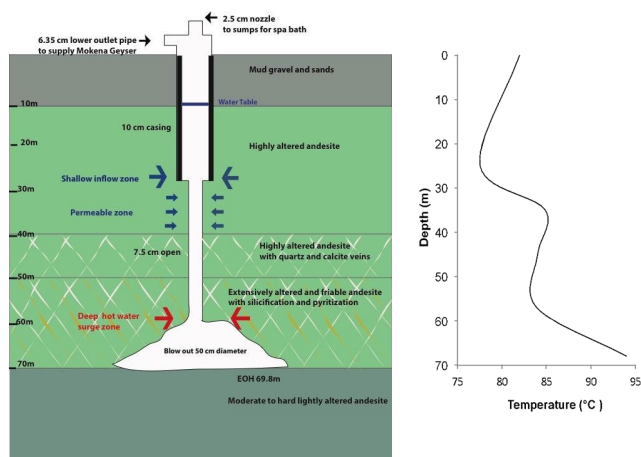 2.5 cm nozzle
to sumps for spa bath
6.35 cm lower outlet pipe
to supply Mokena Geyser
Mud gravel and sands
10m
Water Table
10 cm casing
20m
Highly altered andesite
Shallow inflow zone
30m
Permeable zone
40m
Highly altered andesite
with quartz and calcite veins
7.5 cm open
50m
Extensively altered and friable andesite
with silicification and pyritization
Deep hot water
surge zone
60m
Blow out 50 cm diameter
70m
EOH 69.8m
Moderate to hard lightly altered andesite
0
10
20
30
40
50
60
70
Depth (m)
75
80
85
90
95
Temperature (°C )